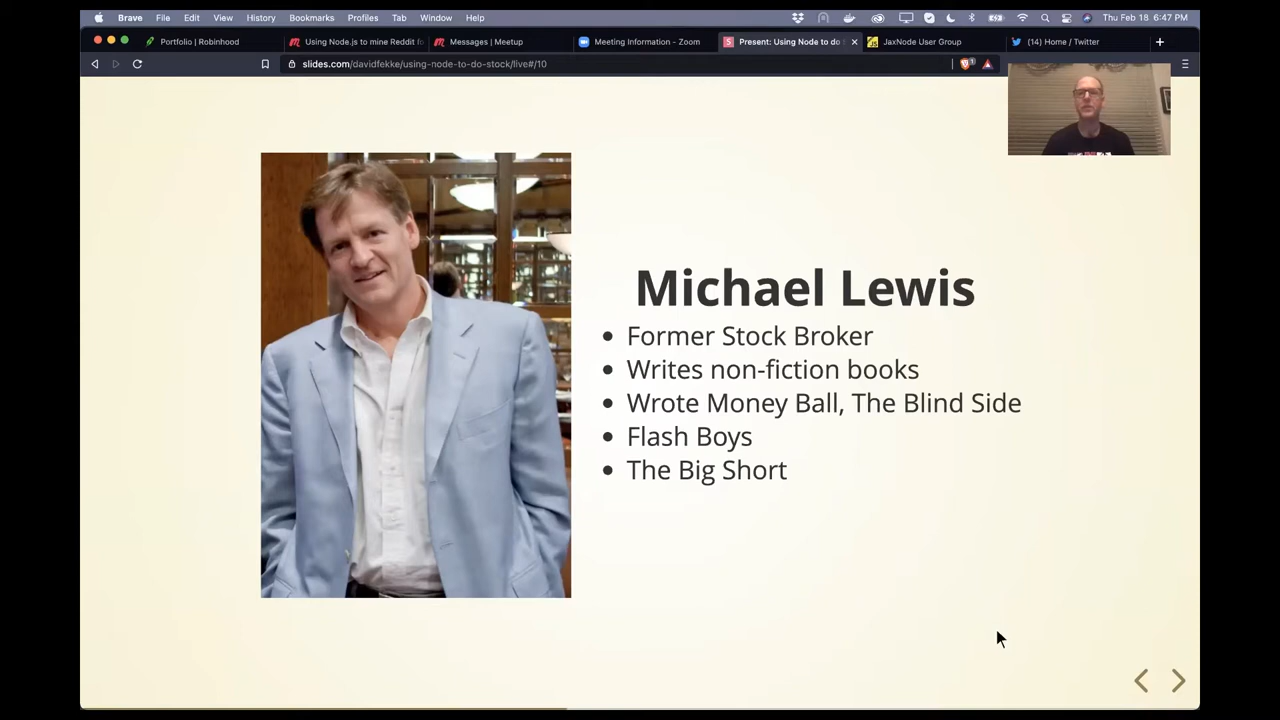 Brave File Edit View History Bookmarks Profiles Tab Window Help Thu Feb 18 6:47 PM
Portfolio | Robinhood Using Node.js to mine Reddit fo Messages | Meetup Meeting Information - Zoom Present: Using Node to do JaxNode User Group (14) Home / Twitter
slides.com/davidfekke/using-node-to-do-stock/live#/10
Michael Lewis
• Former Stock Broker
• Writes non-fiction books
• Wrote Money Ball, The Blind Side
• Flash Boys
• The Big Short